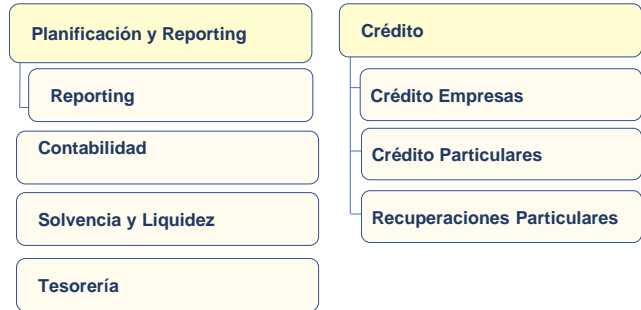 Planificación y Reporting
Reporting
Contabilidad
Solvencia y Liquidez
Tesorería
Crédito
Crédito Empresas
Crédito Particulares
Recuperaciones Particulares